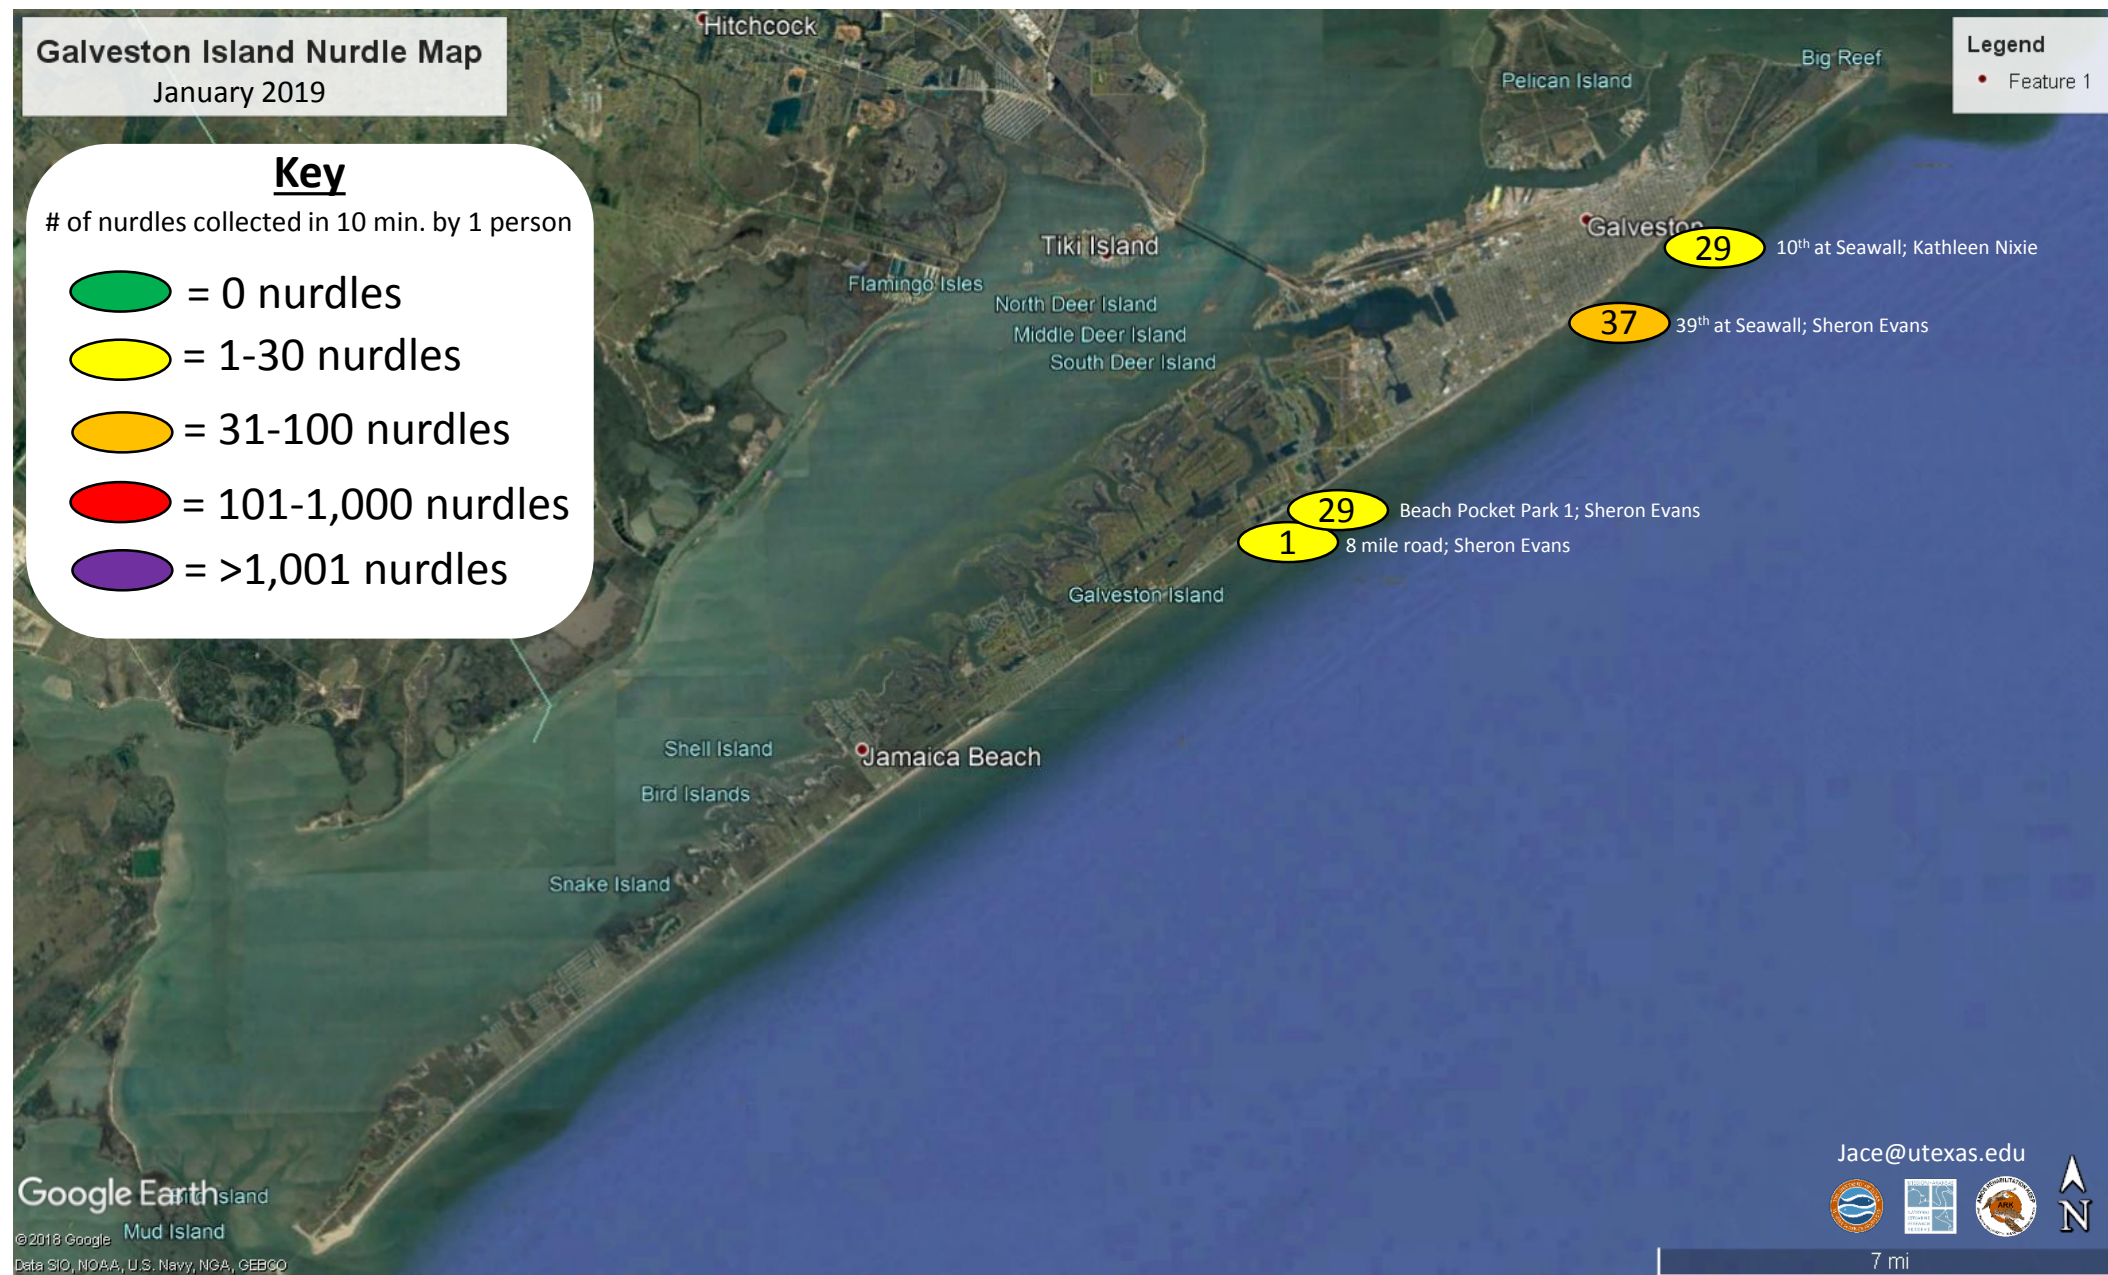 Galveston Island Nurdle Map
January 2019
Legend
Feature 1
Key
# of nurdles collected in 10 min. by 1 person
= 0 nurdles
= 1-30 nurdles
= 31-100 nurdles
= 101-1,000 nurdles
= >1,001 nurdles
Hitchcock
Big Reef
Pelican Island
Galveston
29 10th at Seawall; Kathleen Nixie
Tiki Island
Flamingo Isles
North Deer Island
Middle Deer Island
37 39th at Seawall; Sheron Evans
South Deer Island
29 Beach Pocket Park 1; Sheron Evans
1 8 mile road; Sheron Evans
Galveston Island
Shell Island
Jamaica Beach
Bird Islands
Snake Island
Jace@utexas.edu
ARK
N
Google Earth
Island
Mud Island
©2018 Google
Data SIO, NOAA, U.S. Navy, NGA, GEBCO
7 mi